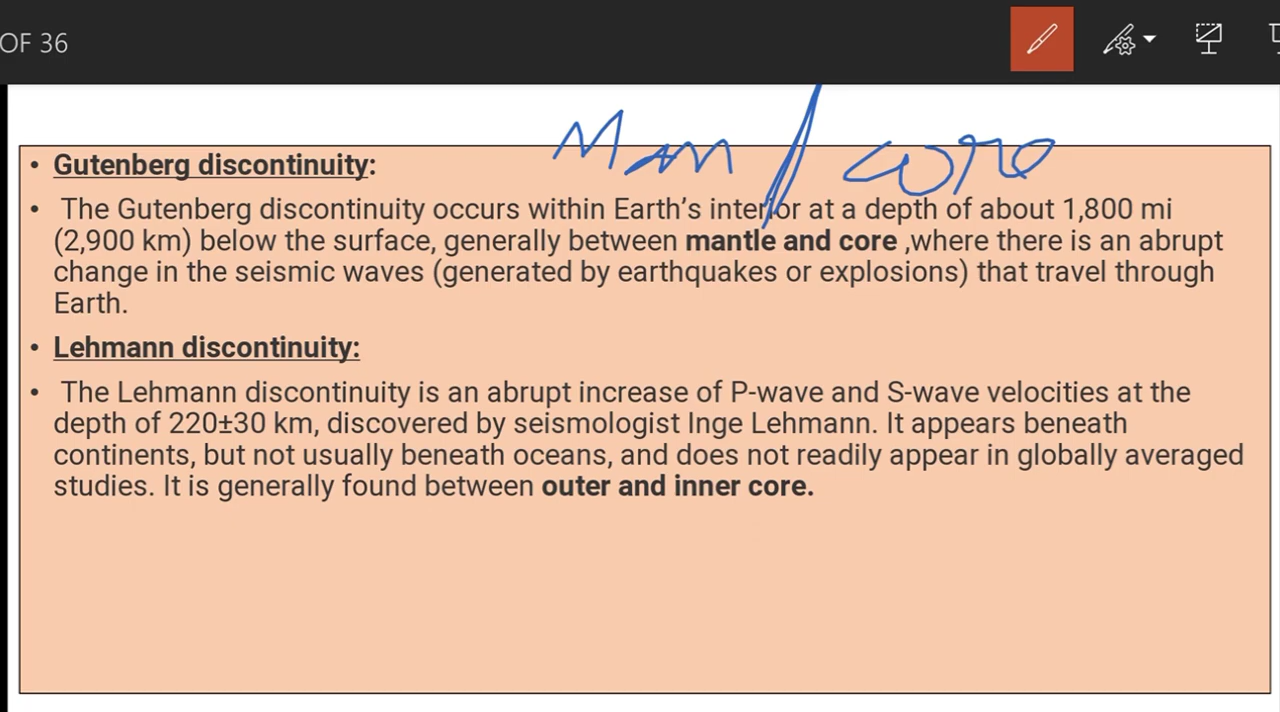 OF 36
Man / core
• Gutenberg discontinuity:
• The Gutenberg discontinuity occurs within Earth's interior at a depth of about 1,800 mi
(2,900 km) below the surface, generally between mantle and core ,where there is an abrupt
change in the seismic waves (generated by earthquakes or explosions) that travel through
Earth.
• Lehmann discontinuity:
• The Lehmann discontinuity is an abrupt increase of P-wave and S-wave velocities at the
depth of 220±30 km, discovered by seismologist Inge Lehmann. It appears beneath
continents, but not usually beneath oceans, and does not readily appear in globally averaged
studies. It is generally found between outer and inner core.